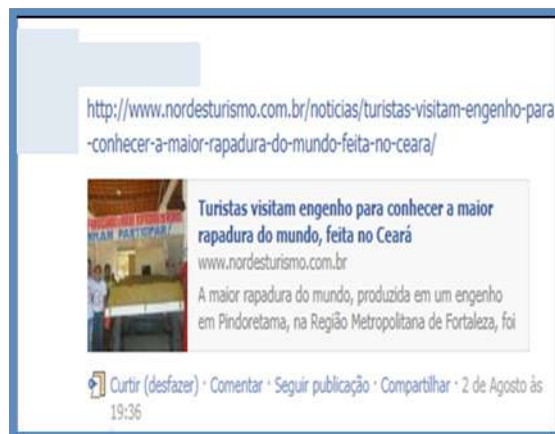 http://www.nordesturismo.com.br/noticias/turistas-visitam-engenho-para
-conhecer-a-maior-rapadura-do-mundo-feita-no-ceara/
Turistas visitam engenho para conhecer a maior
rapadura do mundo, feita no Ceará
www.nordesturismo.com.br
A maior rapadura do mundo, produzida em um engenho
em Pindoretama, na Região Metropolitana de Fortaleza, foi
PARTICIPAR!
Curtir (desfazer) · Comentar · Seguir publicação · Compartilhar · 2 de Agosto às
19:36